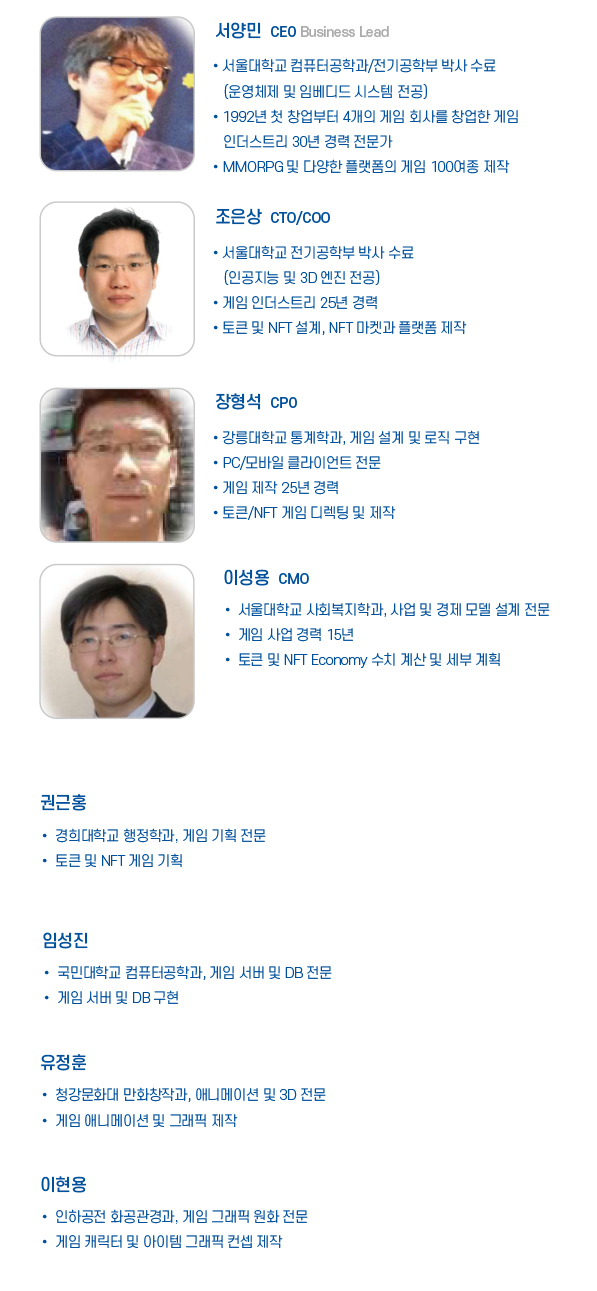 서양민 CEO Business Lead
• 서울대학교 컴퓨터공학과/전기공학부 박사 수료
(운영체제 및 임베디드 시스템 전공)
• 1992년 첫 창업부터 4개의 게임 회사를 창업한 게임
인더스트리 30년 경력 전문가
• MMORPG 및 다양한 플랫폼의 게임 100여종 제작
조은상 CTO/COO
• 서울대학교 전기공학부 박사 수료
(인공지능 및 3D 엔진 전공)
• 게임 인더스트리 25년 경력
• 토큰 및 NFT 설계, NFT 마켓과 플랫폼 제작
장형석 CPO
• 강릉대학교 통계학과, 게임 설계 및 로직 구현
• PC/모바일 클라이언트 전문
• 게임 제작 25년 경력
• 토큰/NFT 게임 디렉팅 및 제작
이성용 CMO
• 서울대학교 사회복지학과, 사업 및 경제 모델 설계 전문
• 게임 사업 경력 15년
• 토큰 및 NFT Economy 수치 계산 및 세부 계획
권근홍
• 경희대학교 행정학과, 게임 기획 전문
• 토큰 및 NFT 게임 기획
임성진
• 국민대학교 컴퓨터공학과, 게임 서버 및 DB 전문
• 게임 서버 및 DB 구현
유정훈
• 청강문화대 만화창작과, 애니메이션 및 3D 전문
• 게임 애니메이션 및 그래픽 제작
이현용
• 인하공전 화공관경과, 게임 그래픽 원화 전문
• 게임 캐릭터 및 아이템 그래픽 컨셉 제작